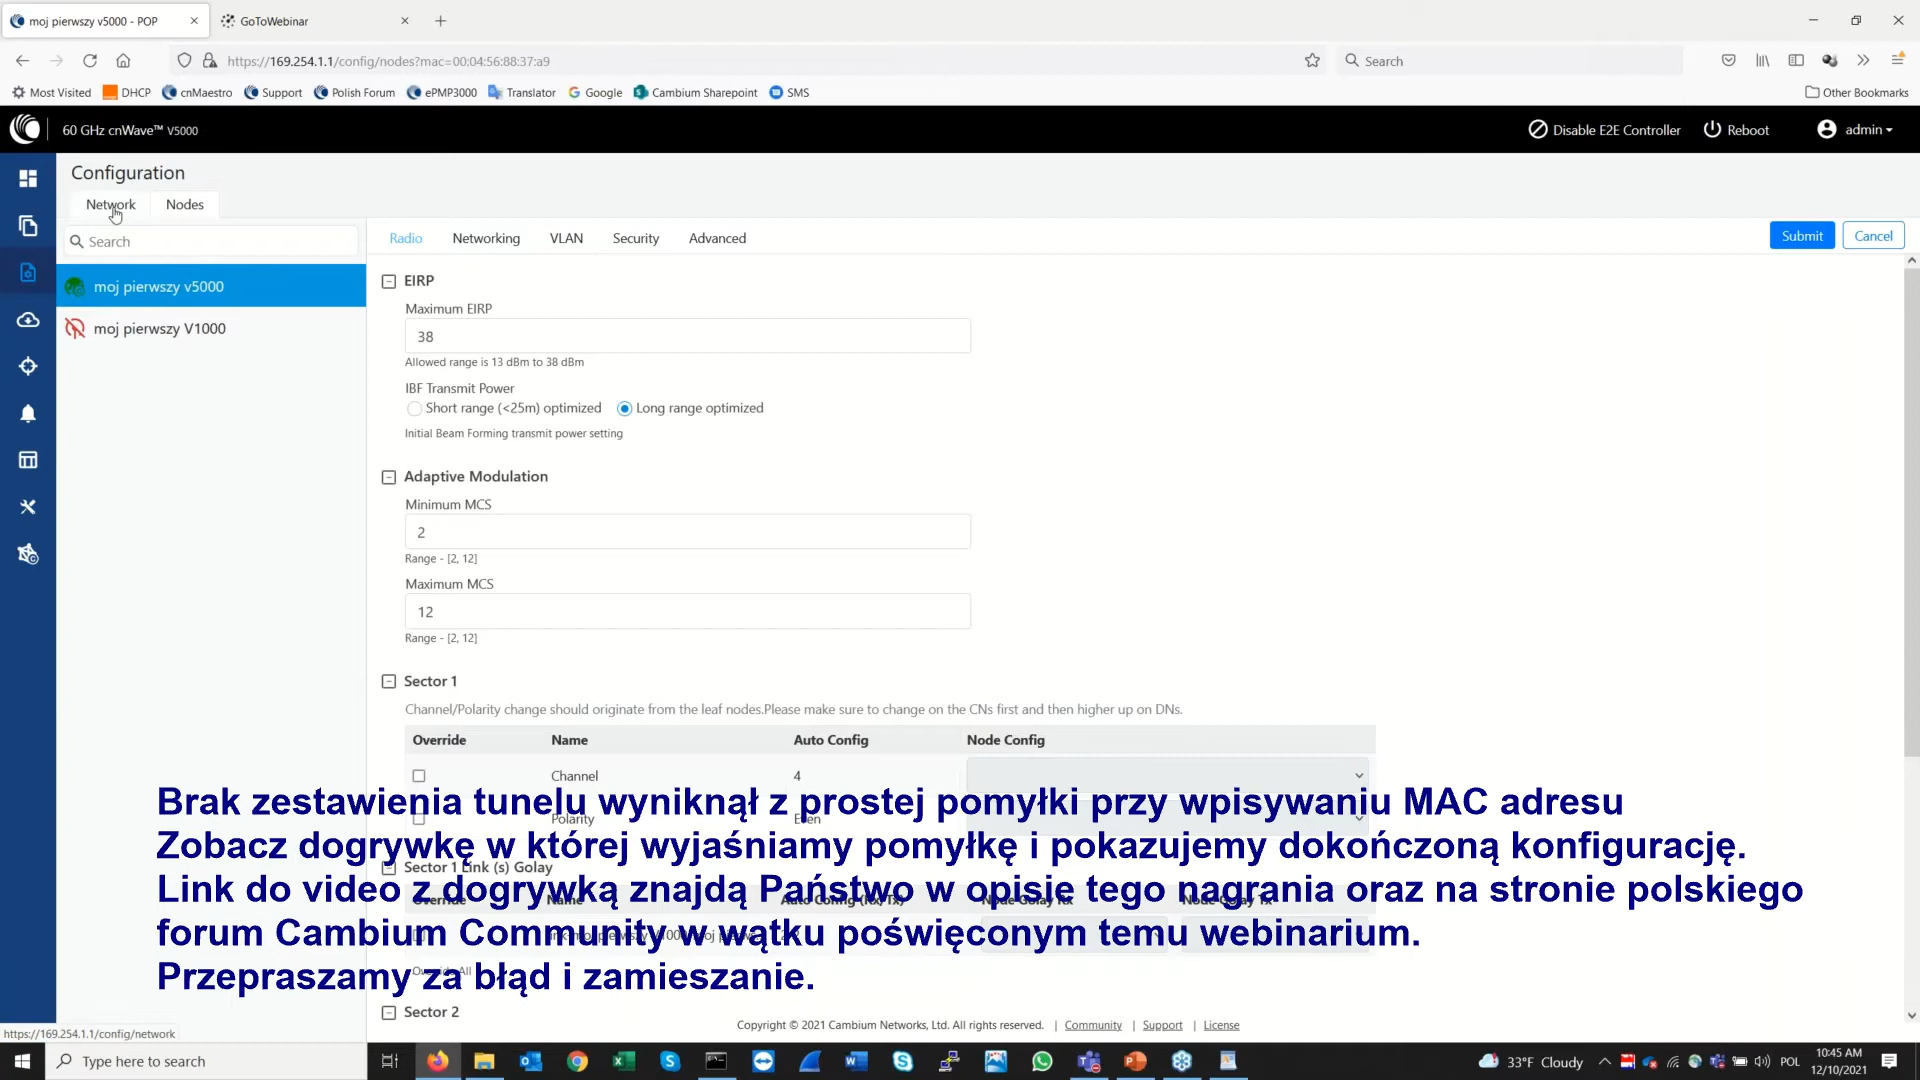 moj pierwszy v5000 - POP
GoToWebinar
https://169.254.1.1/config/nodes?mac=00:04:56:88:37:a9
Search
Most Visited
DHCP
cnMaestro
Support
Polish Forum
ePMP3000
Translator
Google
Cambium Sharepoint
SMS
Other Bookmarks
60 GHz cnWave™ V5000
Disable E2E Controller
Reboot
admin
Configuration
Network
Nodes
Search
moj pierwszy v5000
moj pierwszy V1000
Radio
Networking
VLAN
Security
Advanced
Submit
Cancel
EIRP
Maximum EIRP
38
Allowed range is 13 dBm to 38 dBm
IBF Transmit Power
Short range (<25m) optimized
Long range optimized
Initial Beam Forming transmit power setting
Adaptive Modulation
Minimum MCS
2
Range - [2, 12]
Maximum MCS
12
Range - [2, 12]
Sector 1
Channel/Polarity change should originate from the leaf nodes.Please make sure to change on the CNs first and then higher up on DNs.
Override Name Auto Config Node Config
Channel 4
Polarity Even
Brak zestawienia tunelu wyniknął z prostej pomyłki przy wpisywaniu MAC adresu
Zobacz dogrywkę w której wyjaśniamy pomyłkę i pokazujemy dokończoną konfigurację.
Sector 1 Link (s) Golay
Link do video z dogrywką znajdą Państwo w opisie tego nagrania oraz na stronie polskiego
Override Name Auto Config (Rx/Tx) Node Golay Rx Node Golay Tx
forum Cambium Community w wątku poświęconym temu webinarium.
Override All
Przepraszamy za błąd i zamieszanie.
Sector 2
Copyright © 2021 Cambium Networks, Ltd. All rights reserved. | Community | Support | License
https://169.254.1.1/config/network
Type here to search
33°F Cloudy
POL
10:45 AM
12/10/2021